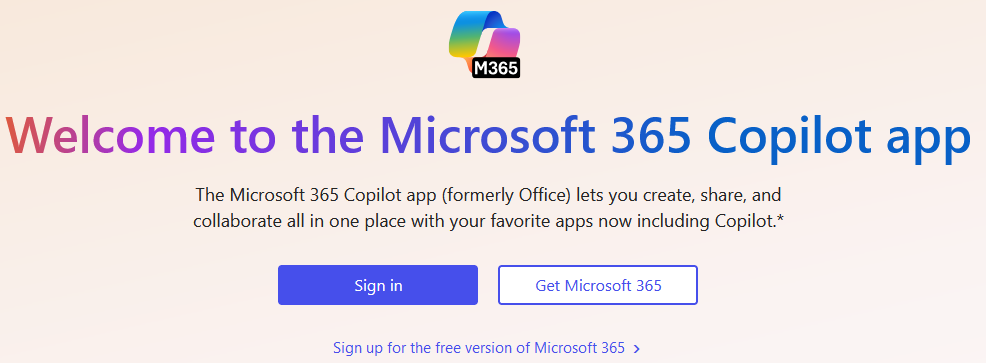 M365
Welcome to the Microsoft 365 Copilot app
The Microsoft 365 Copilot app (formerly Office) lets you create, share, and
collaborate all in one place with your favorite apps now including Copilot.*
Sign in
Get Microsoft 365
Sign up for the free version of Microsoft 365 >